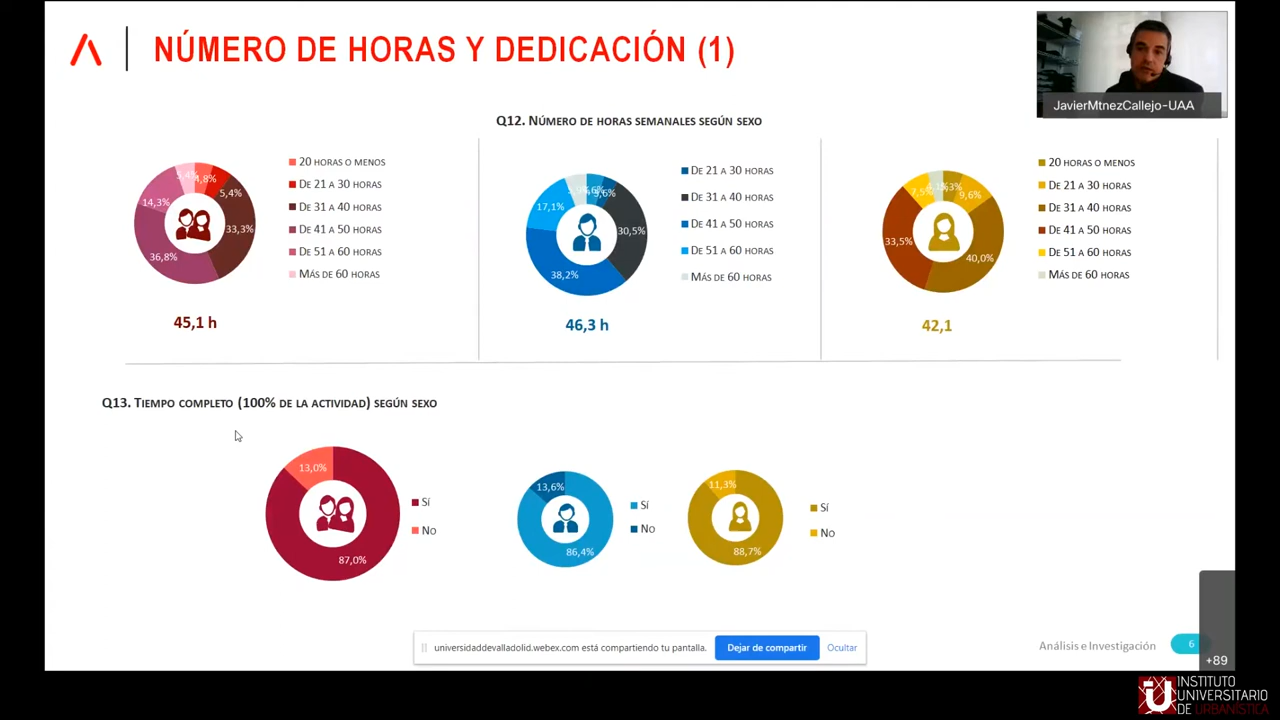 NÚMERO DE HORAS Y DEDICACIÓN (1)
JavierMtnezCallejo-UAA
Q12. NÚMERO DE HORAS SEMANALES SEGÚN SEXO
4,8%
5,4%
33,3%
36,8%
14,3%
20 HORAS O MENOS
DE 21 A 30 HORAS
DE 31 A 40 HORAS
DE 41 A 50 HORAS
DE 51 A 60 HORAS
MÁS DE 60 HORAS
45,1 h
30,5%
38,2%
17,1%
DE 21 A 30 HORAS
DE 31 A 40 HORAS
DE 41 A 50 HORAS
DE 51 A 60 HORAS
MÁS DE 60 HORAS
46,3 h
9,6%
40,0%
33,5%
7,5%
20 HORAS O MENOS
DE 21 A 30 HORAS
DE 31 A 40 HORAS
DE 41 A 50 HORAS
DE 51 A 60 HORAS
MÁS DE 60 HORAS
42,1
Q13. TIEMPO COMPLETO (100% DE LA ACTIVIDAD) SEGÚN SEXO
13,0%
87,0%
SÍ
NO
13,6%
86,4%
SÍ
NO
11,3%
88,7%
SÍ
NO
universidaddevalladolid.webex.com está compartiendo tu pantalla.
Dejar de compartir
Ocultar
Análisis e Investigación
6
+89
INSTITUTO
UNIVERSITARIO
DE URBANÍSTICA